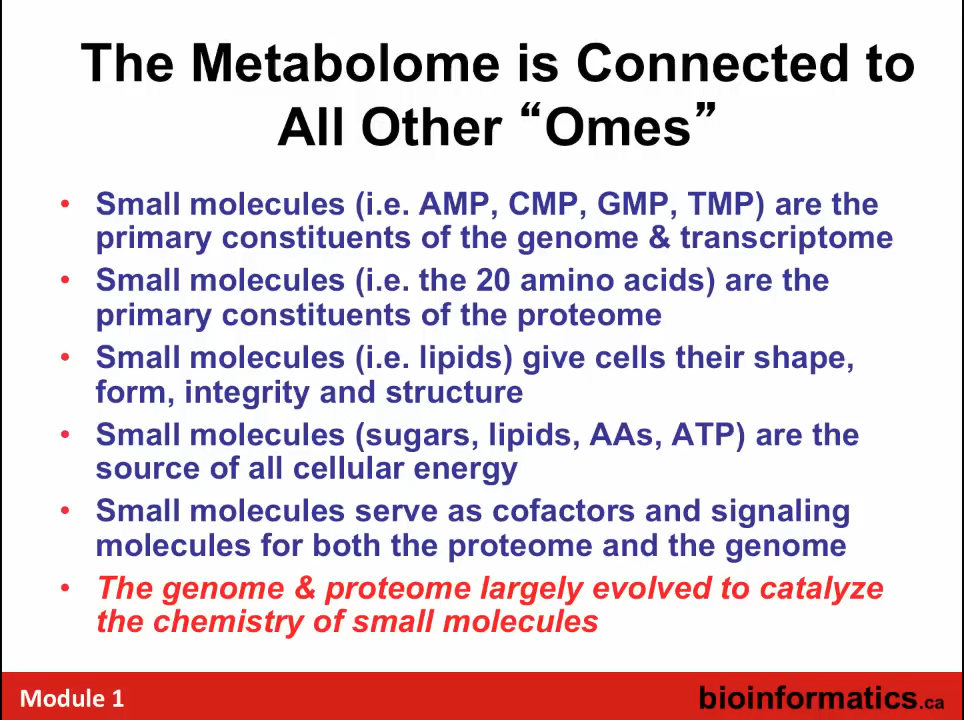 The Metabolome is Connected to
All Other “Omes”
• Small molecules (i.e. AMP, CMP, GMP, TMP) are the
primary constituents of the genome & transcriptome
• Small molecules (i.e. the 20 amino acids) are the
primary constituents of the proteome
• Small molecules (i.e. lipids) give cells their shape,
form, integrity and structure
• Small molecules (sugars, lipids, AAs, ATP) are the
source of all cellular energy
• Small molecules serve as cofactors and signaling
molecules for both the proteome and the genome
• The genome & proteome largely evolved to catalyze
the chemistry of small molecules
Module 1
bioinformatics.ca